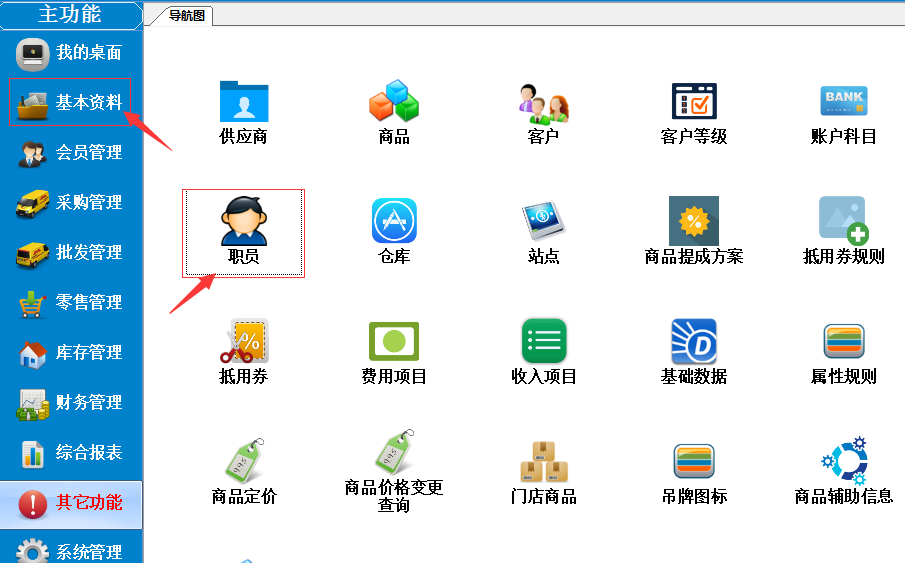 主功能
导航图
我的桌面
基本资料
会员管理
采购管理
批发管理
零售管理
库存管理
财务管理
综合报表
其它功能
系统管理
供应商
商品
客户
客户等级
BANK
账户科目
职员
仓库
站点
商品提成方案
抵用券规则
抵用券
费用项目
收入项目
D
基础数据
属性规则
商品定价
商品价格变更
查询
门店商品
吊牌图标
商品辅助信息